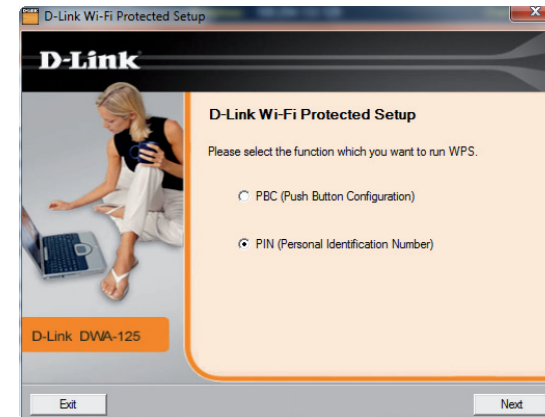 D-Link Wi-Fi Protected Setup
D-Link
D-Link Wi-Fi Protected Setup
Please select the function which you want to run WPS.
PBC (Push Button Configuration)
PIN (Personal Identification Number)
D-Link DWA-125
Exit
Next